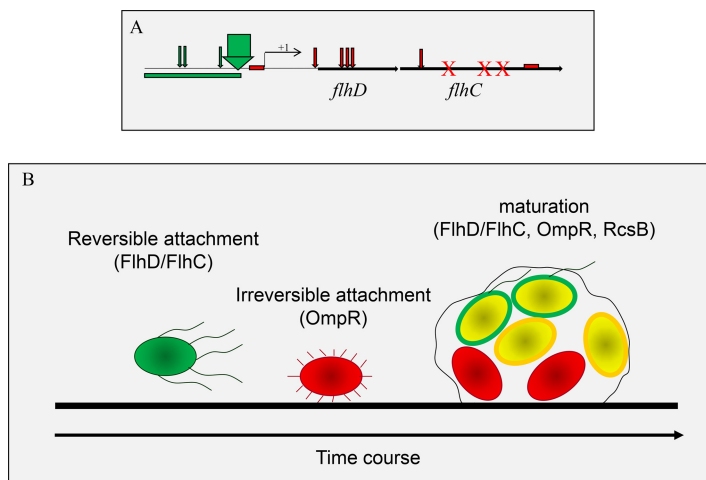 A
+1
flhD
flhC
X
X
X
B
maturation
(FlhD/FlhC, OmpR, RcsB)
Reversible attachment
(FlhD/FlhC)
Irreversible attachment
(OmpR)
Time course